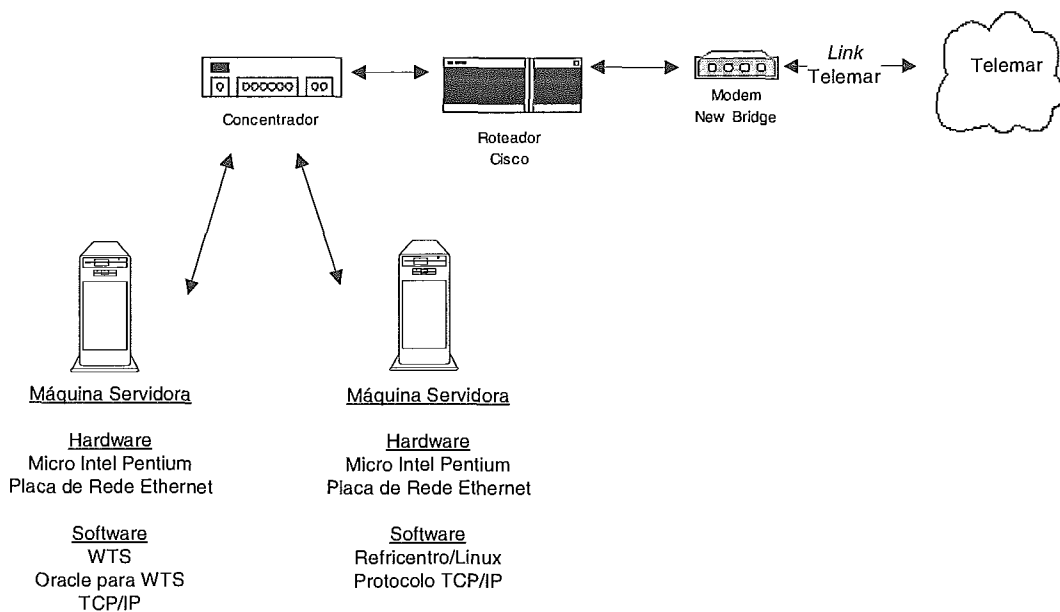 Link
Telemar
Telemar
Concentrador
Roteador
Cisco
Modem
New Bridge
Máquina Servidora
Hardware
Micro Intel Pentium
Placa de Rede Ethernet
Software
WTS
Oracle para WTS
TCP/IP
Máquina Servidora
Hardware
Micro Intel Pentium
Placa de Rede Ethernet
Software
Refricentro/Linux
Protocolo TCP/IP